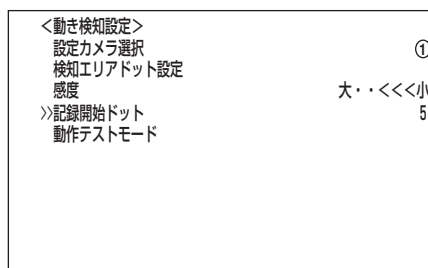 <動き検知設定>
設定カメラ選択 ①
検知エリアドット設定
感度 大・・<<<小
>>記録開始ドット 5
動作テストモード